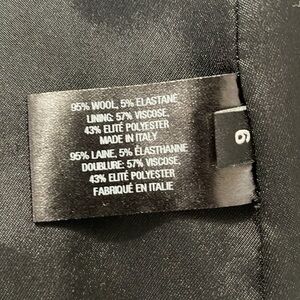 95% WOOL, 5% ELASTANE
LINING: 57% VISCOSE,
43% ELITÉ POLYESTER
MADE IN ITALY
95% LAINE, 5% ÉLASTHANNE
DOUBLURE: 57% VISCOSE,
43% ELITÉ POLYESTER
FABRIQUÉ EN ITALIE
6